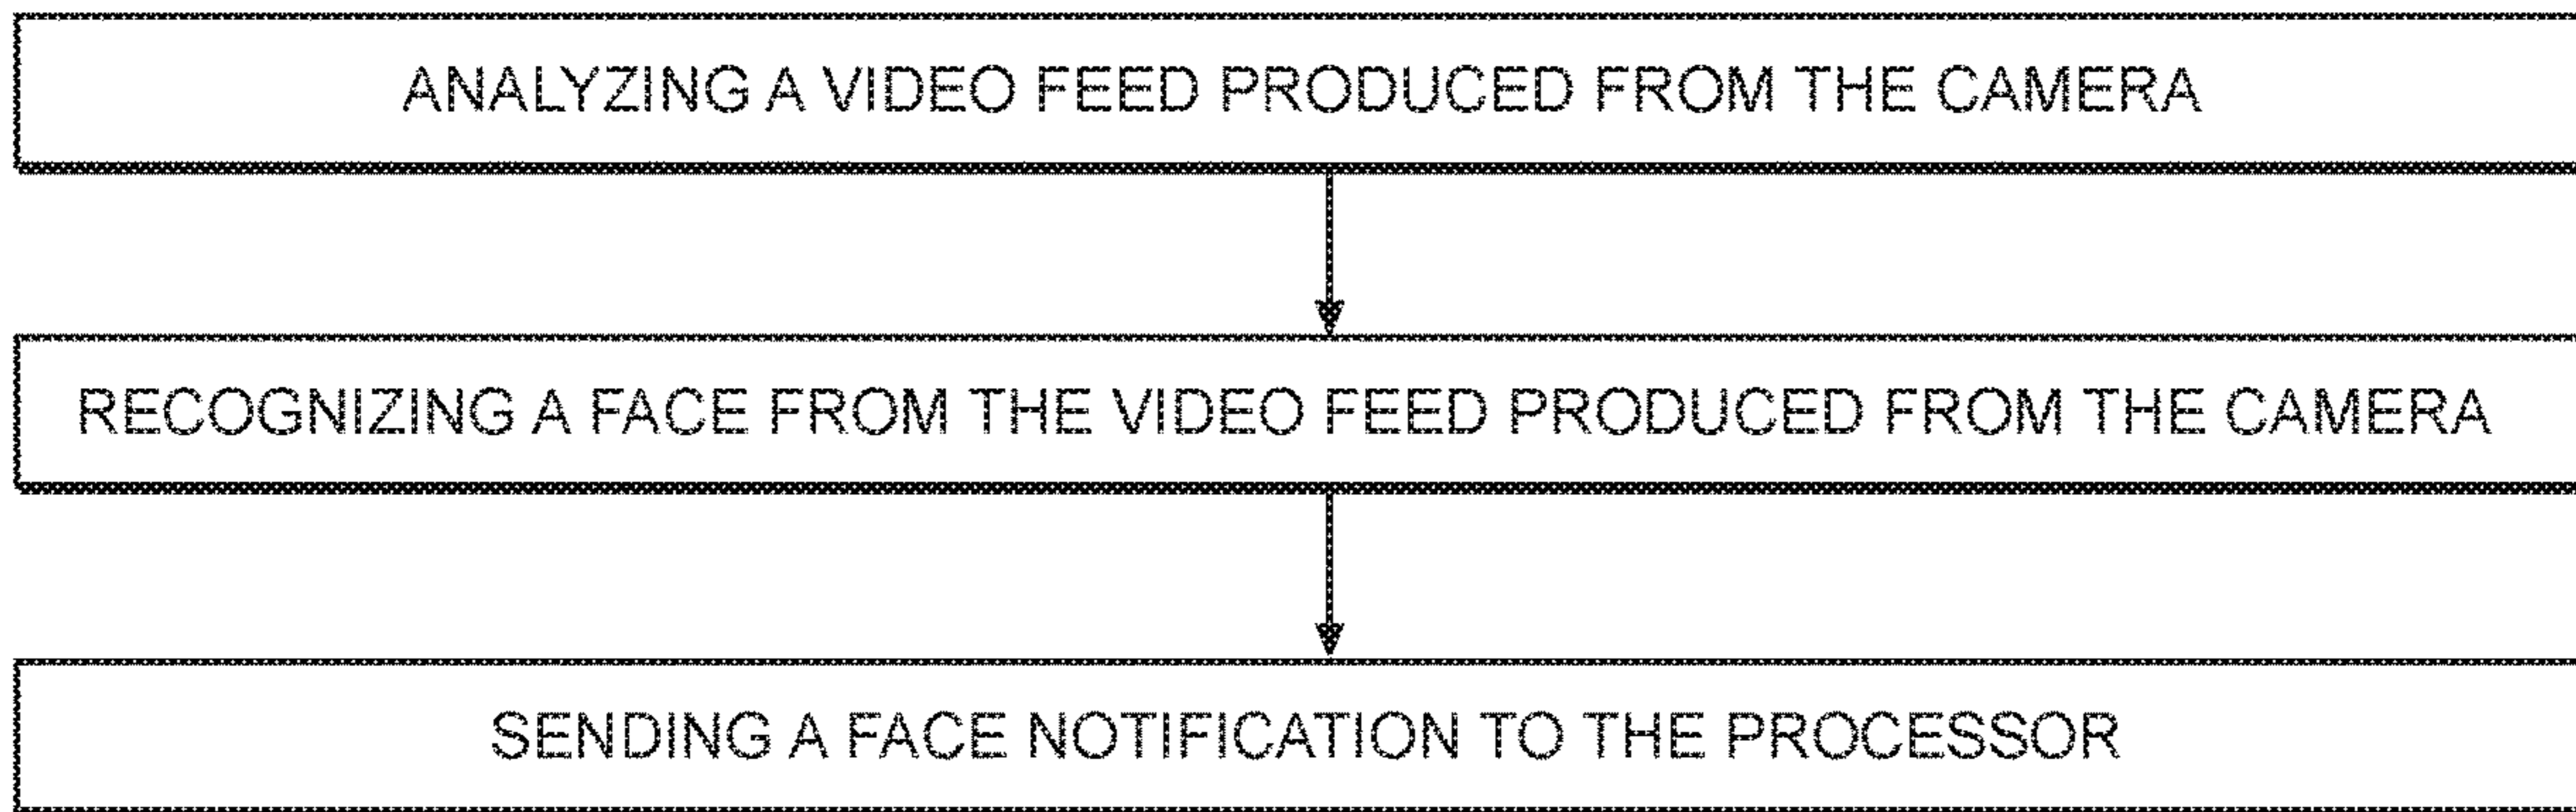 ANALYZING A VIDEO FEED PRODUCED FROM THE CAMERA
RECOGNIZING A FACE FROM THE VIDEO FEED PRODUCED FROM THE CAMERA
SENDING A FACE NOTIFICATION TO THE PROCESSOR